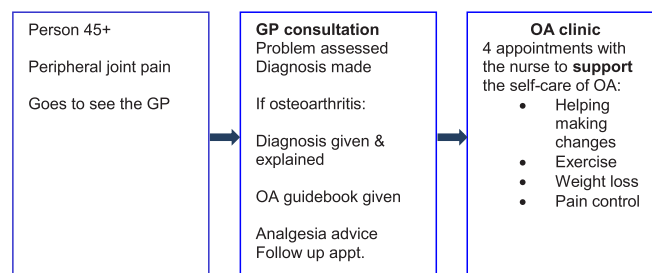 Person 45+
Peripheral joint pain
Goes to see the GP
GP consultation
Problem assessed
Diagnosis made
If osteoarthritis:
Diagnosis given &
explained
OA guidebook given
Analgesia advice
Follow up appt.
OA clinic
4 appointments with
the nurse to support
the self-care of OA:
• Helping
making
changes
• Exercise
• Weight loss
• Pain control